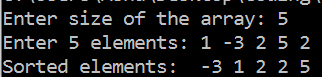 Enter size of the array: 5
Enter 5 elements: 1 -3 2 5 2
Sorted elements:  -3 1 2 2 5